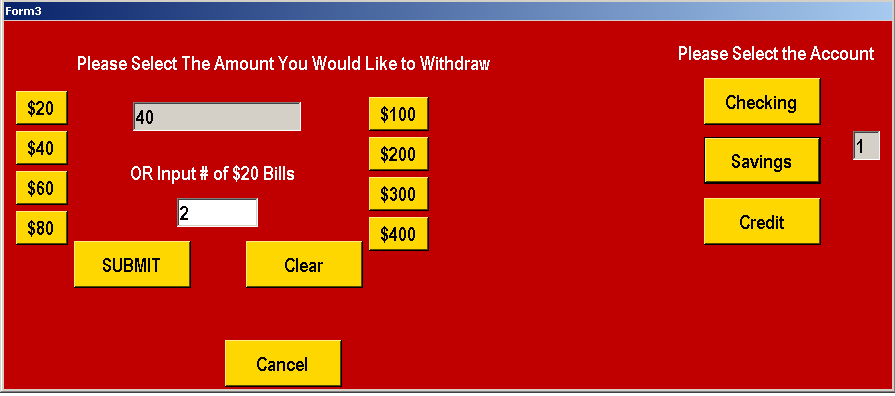 Form3
Please Select The Amount You Would Like to Withdraw
Please Select the Account
$20
40
$100
Checking
$40
$200
1
OR Input # of $20 Bills
Savings
$60
$300
2
$80
$400
Credit
SUBMIT
Clear
Cancel